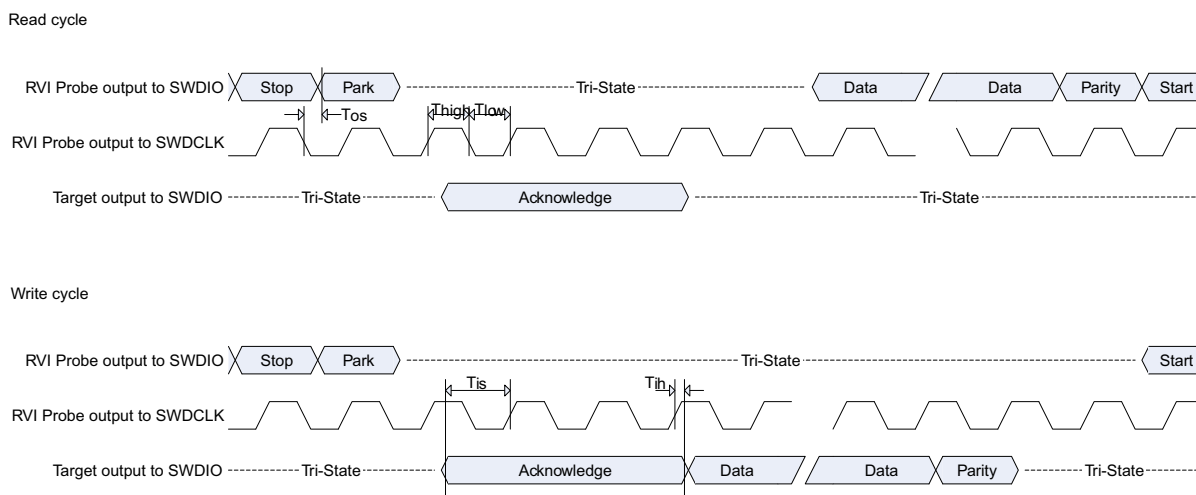 Read cycle
RVI Probe output to SWDIO Stop Park Tri-State Data Data Parity Start
Tos Thigh Tlow
RVI Probe output to SWDCLK
Target output to SWDIO Tri-State Acknowledge Tri-State
Write cycle
RVI Probe output to SWDIO Stop Park Tri-State Start
Tis Tih
RVI Probe output to SWDCLK
Target output to SWDIO Tri-State Acknowledge Data Data Parity Tri-State